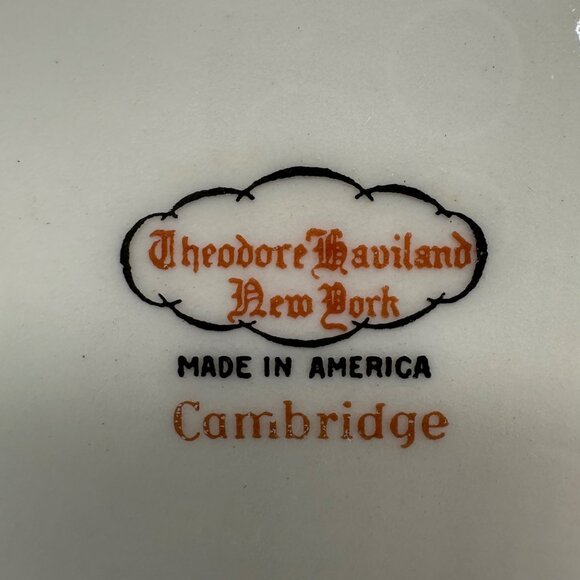 Theodore Haviland
New York
MADE IN AMERICA
Cambridge